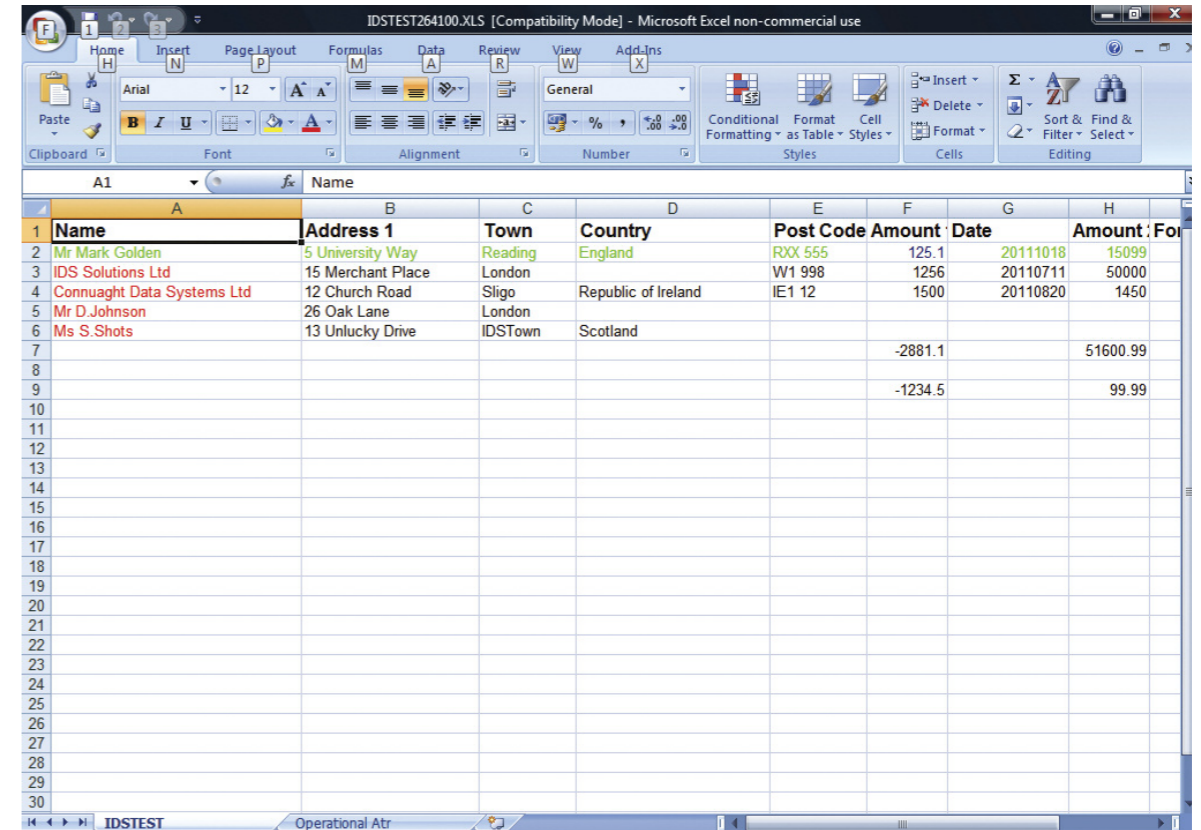 IDSTEST264100.XLS [Compatibility Mode] - Microsoft Excel non-commercial use
F 1 2 3
Home Insert Page Layout Formulas Data Review View Add-Ins
H N P M A R W X
Arial 12 A A General Insert Σ
Paste Delete
B I U A % , .00 .0 Conditional Format Cell Sort & Find &
Formatting as Table Styles Format Filter Select
Clipboard Font Alignment Number Styles Cells Editing
A1 fx Name
A B C D E F G H
1 Name Address 1 Town Country Post Code Amount Date Amount For
2 Mr Mark Golden 5 University Way Reading England RXX 555 125.1 20111018 15099
3 IDS Solutions Ltd 15 Merchant Place London W1 998 1256 20110711 50000
4 Connuaght Data Systems Ltd 12 Church Road Sligo Republic of Ireland IE1 12 1500 20110820 1450
5 Mr D.Johnson 26 Oak Lane London
6 Ms S.Shots 13 Unlucky Drive IDSTown Scotland
7 -2881.1 51600.99
8
9 -1234.5 99.99
10
11
12
13
14
15
16
17
18
19
20
21
22
23
24
25
26
27
28
29
30
IDSTEST Operational Atr